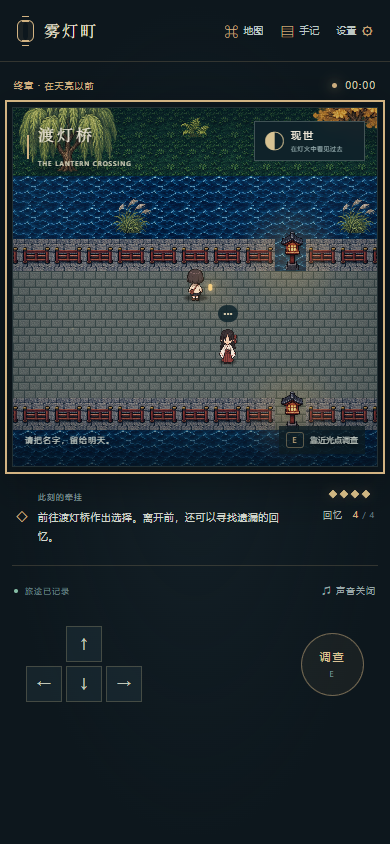 雾灯町
地图
手记
设置
终章 · 在天亮以前
00:00
渡灯桥
THE LANTERN CROSSING
现世
在灯火中看见过去
请把名字，留给明天。
E 靠近光点调查
此刻的牵挂
前往渡灯桥作出选择。离开前，还可以寻找遗漏的回忆。
回忆 4 / 4
旅途已记录
声音关闭
↑
← ↓ →
调查
E